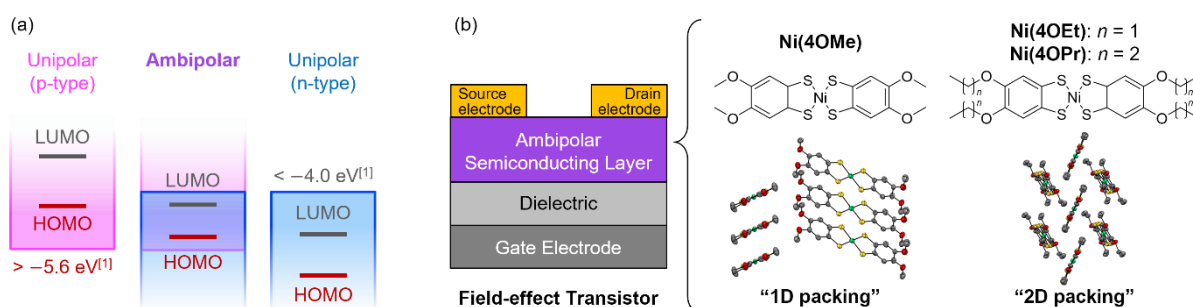 (a)
Unipolar
(p-type)
Ambipolar
Unipolar
(n-type)
LUMO
HOMO
> −5.6 eV[1]
LUMO
HOMO
< −4.0 eV[1]
LUMO
HOMO
(b)
Source
electrode
Drain
electrode
Ambipolar
Semiconducting Layer
Dielectric
Gate Electrode
Field-effect Transistor
Ni(4OMe)
O
O
S
S
Ni
S
S
O
O
"1D packing"
Ni(4OEt): n = 1
Ni(4OPr): n = 2
( )n O
( )n O
S
S
Ni
S
S
O ( )n
O ( )n
"2D packing"